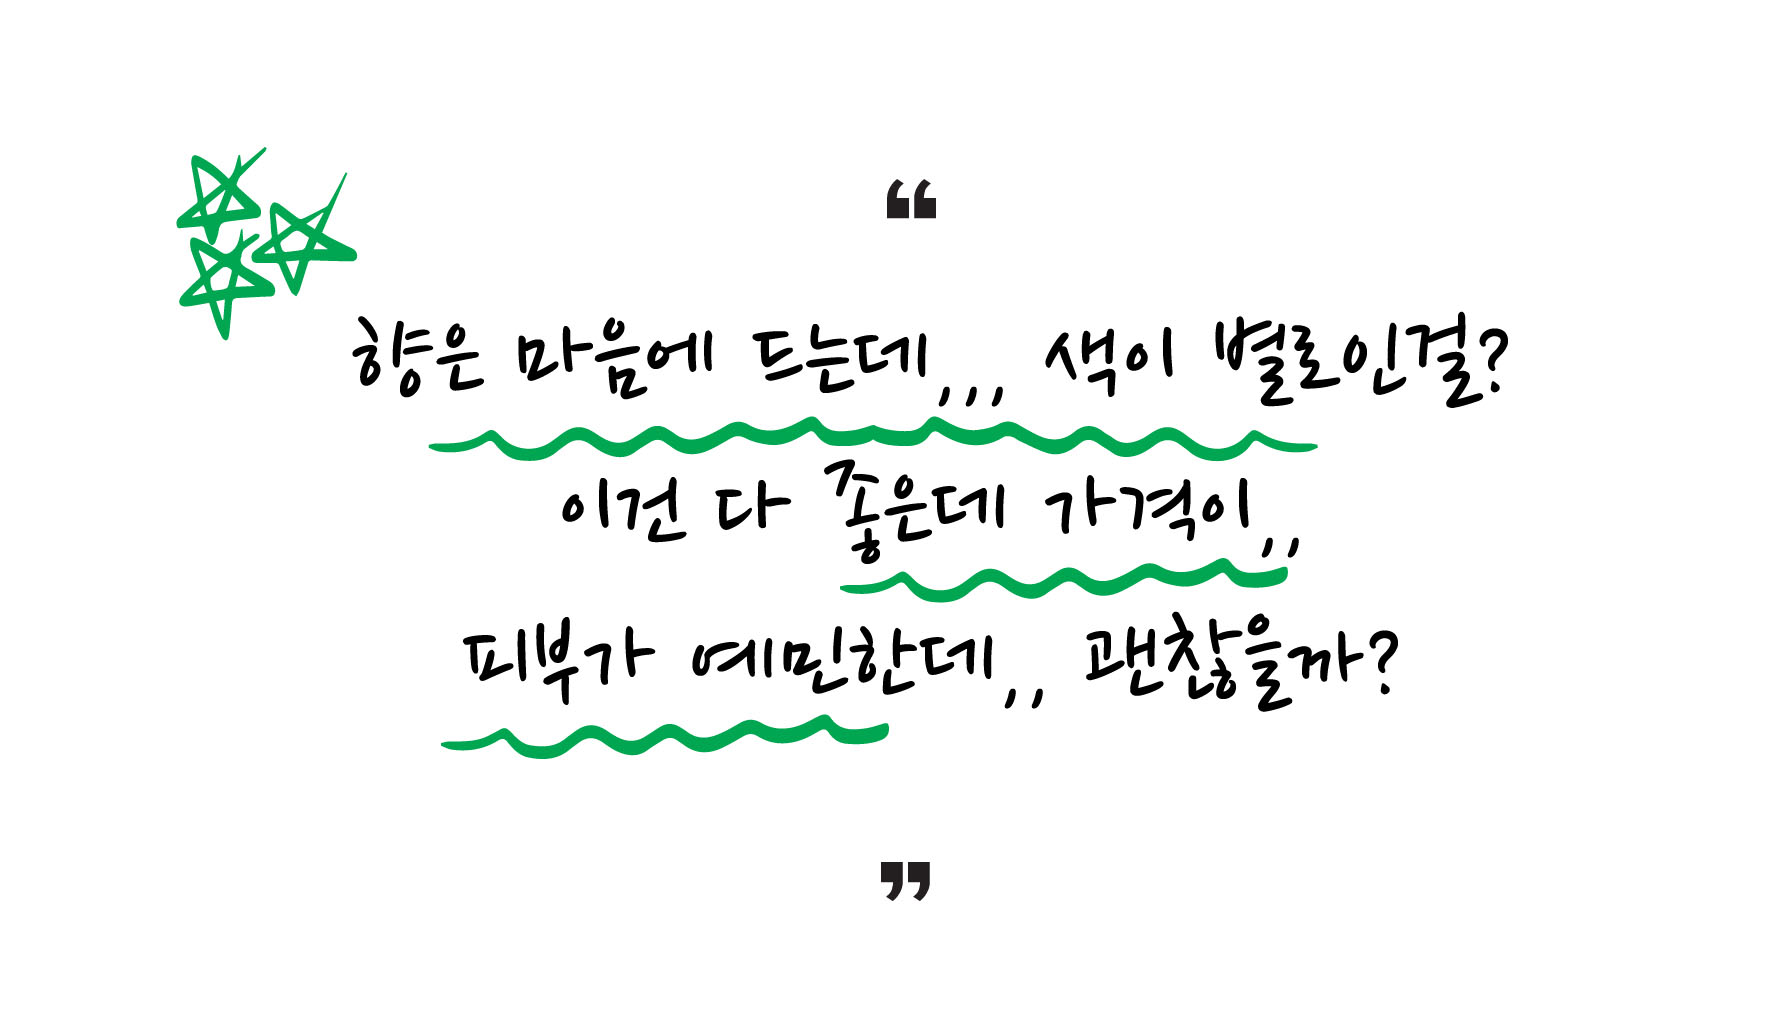 “
향은 마음에 드는데,,, 색이 별로인걸?
이건 다 좋은데 가격이,,
피부가 예민한데,, 괜찮을까?
”